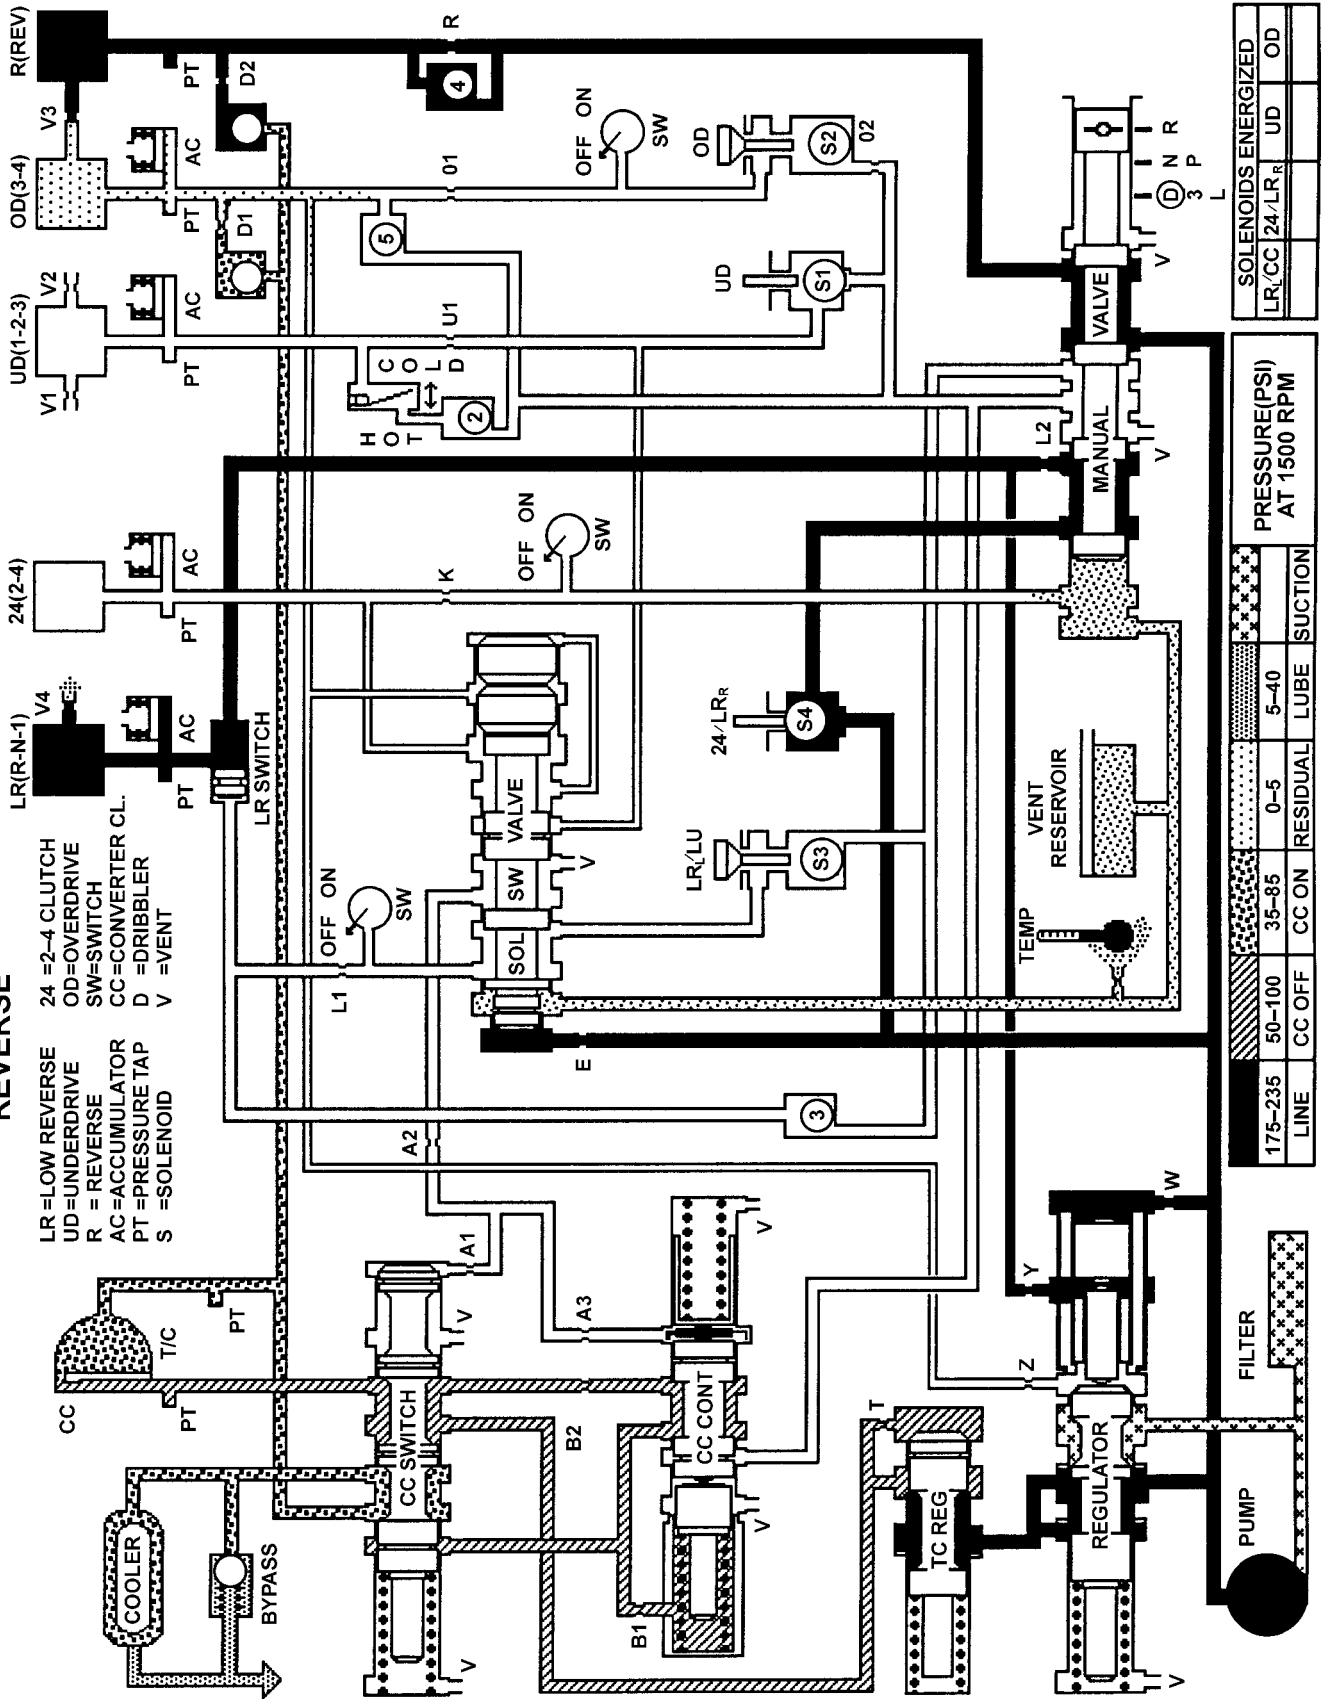 REVERSE
LR =LOW REVERSE
UD=UNDERDRIVE
R = REVERSE
AC =ACCUMULATOR
PT =PRESSURE TAP
S =SOLENOID
24 =2–4 CLUTCH
OD=OVERDRIVE
SW=SWITCH
CC =CONVERTER CL.
D =DRIBBLER
V =VENT
LR(R-N-1)
V4
24(2-4)
V1
UD(1-2-3)
V2
OD(3-4)
V3
R(REV)
PT
AC
PT
AC
PT
AC
PT
AC
PT
D1
D2
LR SWITCH
COOLER
BYPASS
CC
T/C
PT
PT
L1
OFF ON
SW
K
OFF ON
SW
HOT
COLD
2
U1
5
01
OFF ON
SW
4
R
CC SWITCH
V
V
A1
A2
A3
B2
B1
CC CONT
V
V
3
E
SOL SW VALVE
V
LR L/LU
S3
24/LR R
S4
UD
S1
OD
S2
02
T
TC REG
Z
Y
W
REGULATOR
V
TEMP
VENT
RESERVOIR
L2
MANUAL VALVE
V
V
D N R
3 P
L
PUMP
FILTER
175–235 50–100 35–85 0–5 5–40
LINE CC OFF CC ON RESIDUAL LUBE SUCTION
PRESSURE(PSI)
AT 1500 RPM
SOLENOIDS ENERGIZED
LR L/CC 24/LR R UD OD